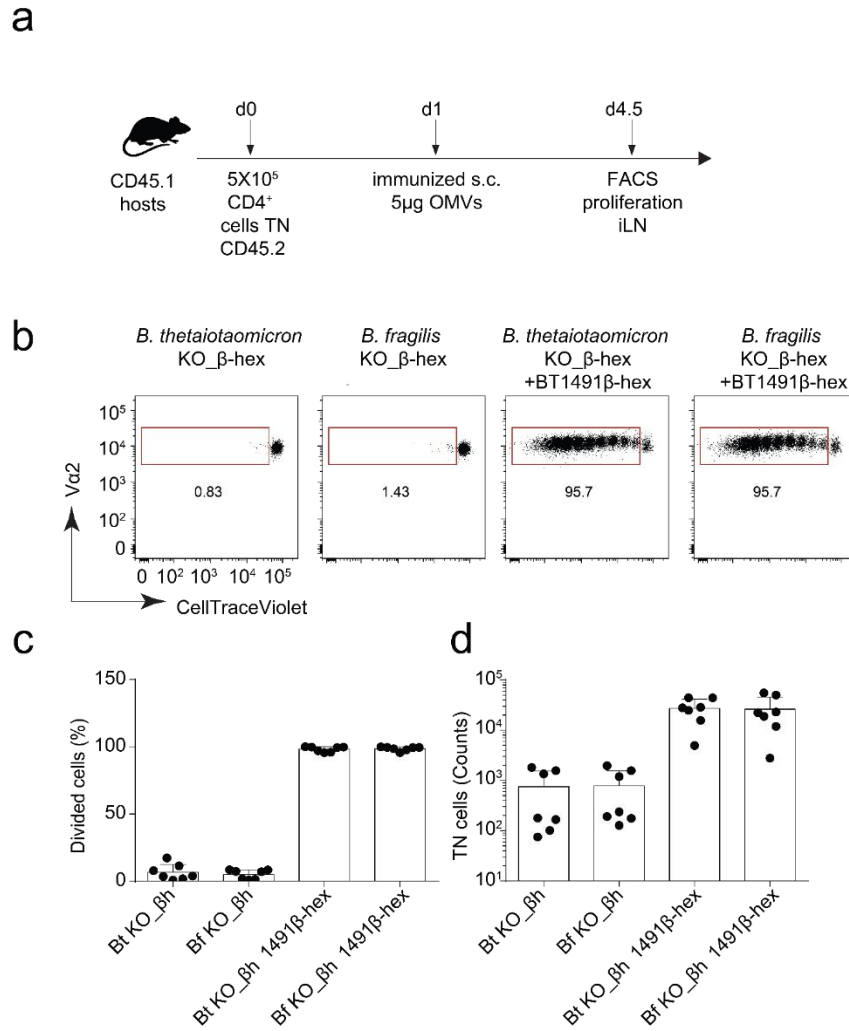 a
d0
d1
d4.5
CD45.1
hosts
5X10⁵
CD4⁺
cells TN
CD45.2
immunized s.c.
5µg OMVs
FACS
proliferation
iLN
b
B. thetaiotaomicron
KO_β-hex
B. fragilis
KO_β-hex
B. thetaiotaomicron
KO_β-hex
+BT1491β-hex
B. fragilis
KO_β-hex
+BT1491β-hex
Vα2
10⁵
10⁴
10³
10²
0
0.83
1.43
95.7
95.7
0 10² 10³ 10⁴ 10⁵
CellTraceViolet
c
Divided cells (%)
150
100
50
0
Bt KO_βh
Bf KO_βh
Bt KO_βh 1491β-hex
Bf KO_βh 1491β-hex
d
TN cells (Counts)
10⁵
10⁴
10³
10²
10¹
Bt KO_βh
Bf KO_βh
Bt KO_βh 1491β-hex
Bf KO_βh 1491β-hex